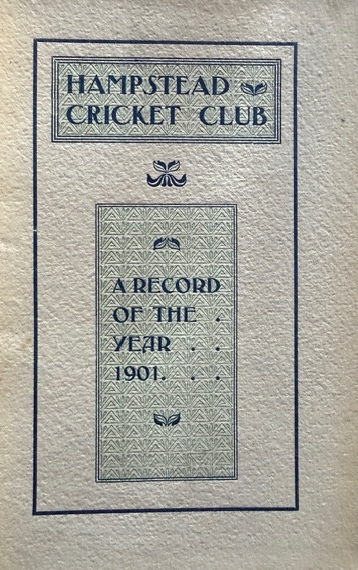 HAMPSTEAD
CRICKET CLUB
A RECORD
OF THE .
YEAR . .
1901. . .